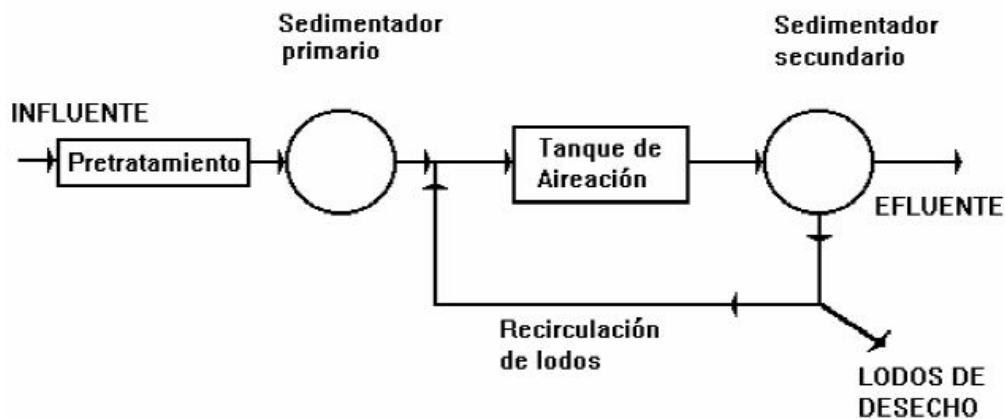 Sedimentador
primario
Sedimentador
secundario
INFLUENTE
Pretratamiento
Tanque de
Aireación
EFLUENTE
Recirculación
de lodos
LODOS DE
DESECHO